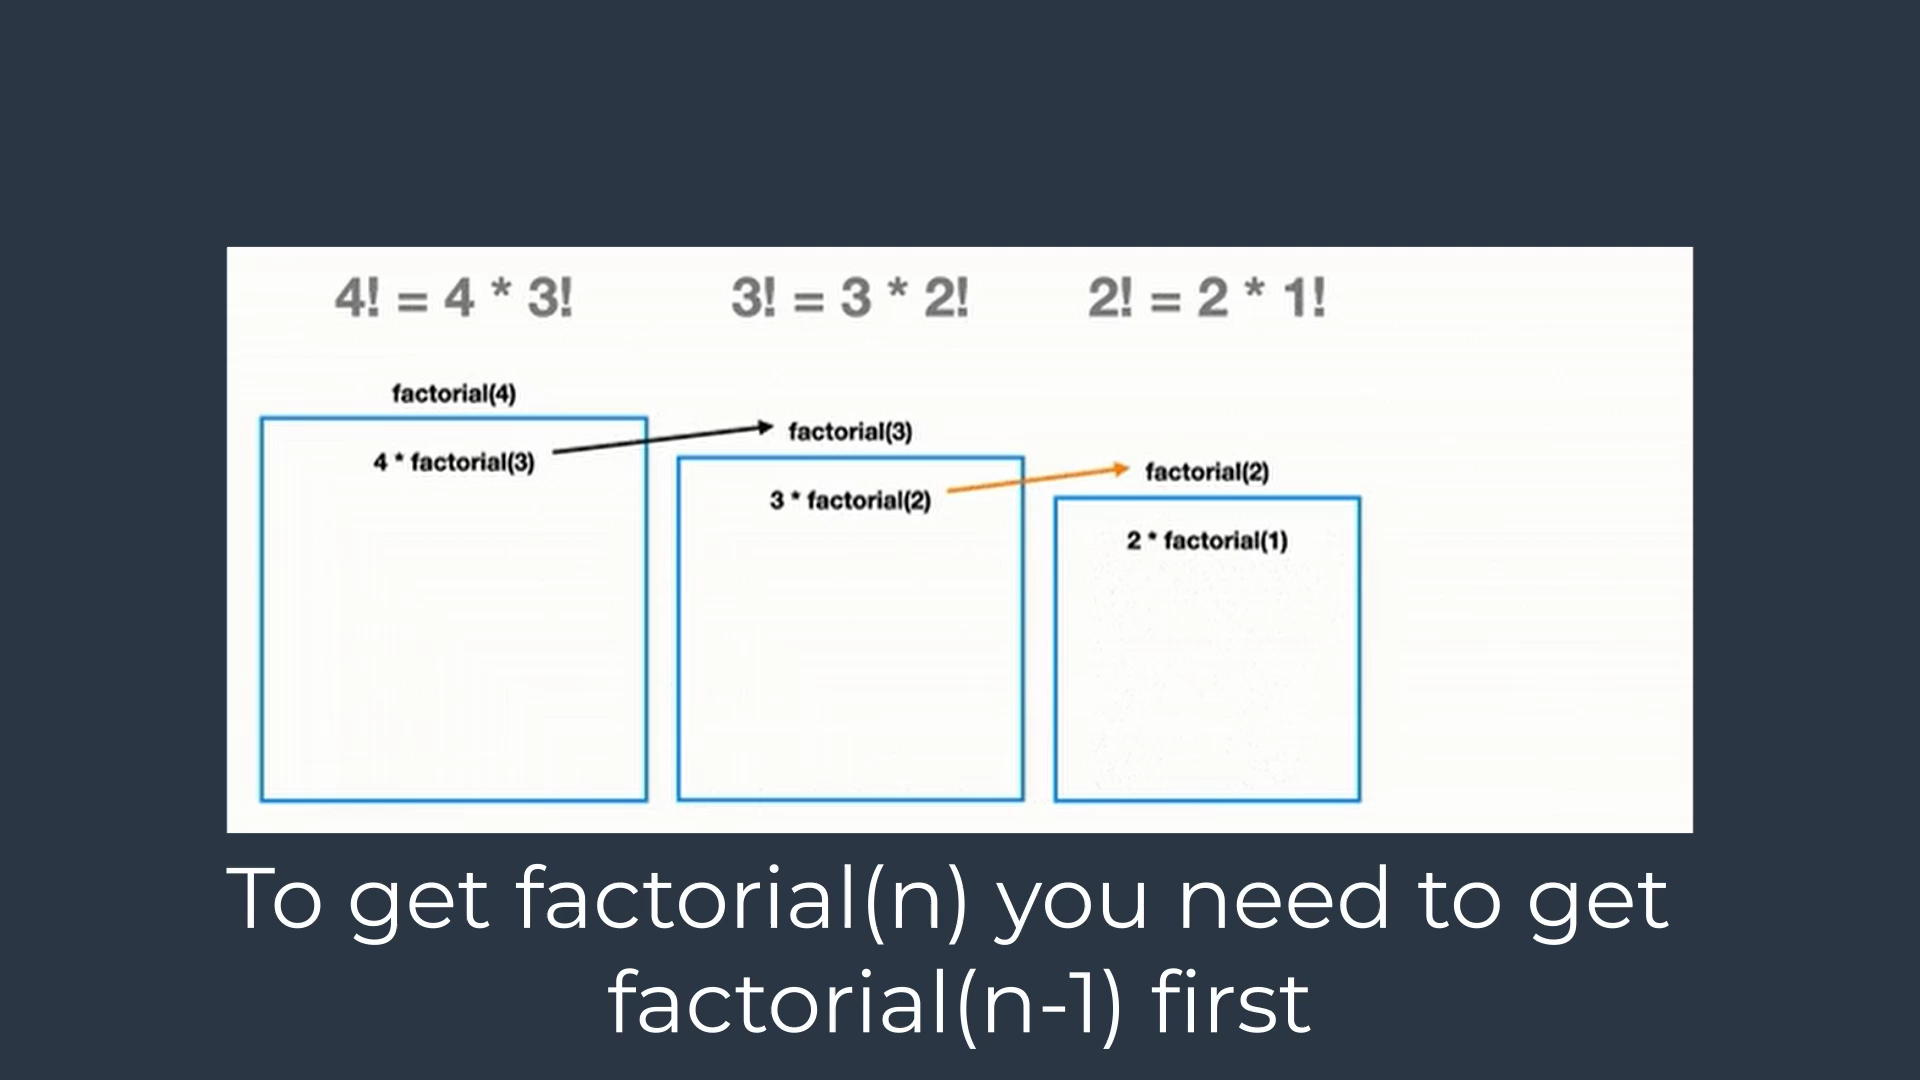 4! = 4 * 3!
3! = 3 * 2!
2! = 2 * 1!
factorial(4)
4 * factorial(3)
factorial(3)
3 * factorial(2)
factorial(2)
2 * factorial(1)
To get factorial(n) you need to get
factorial(n-1) first